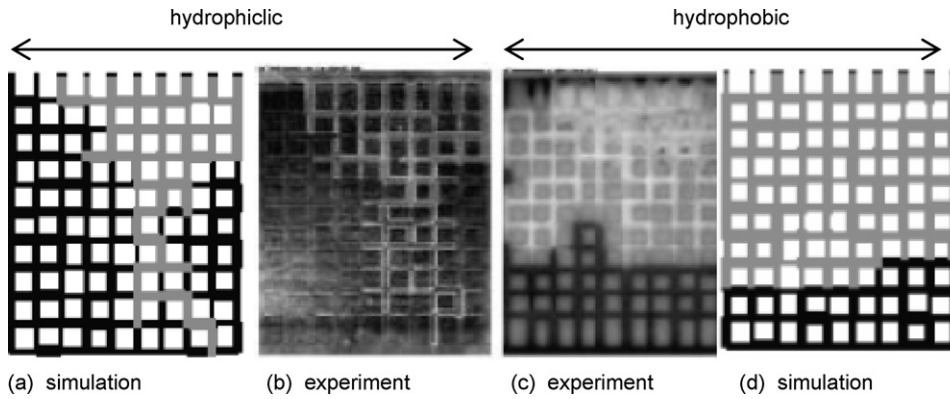 hydrophiclic hydrophobic
(a) simulation (b) experiment (c) experiment (d) simulation